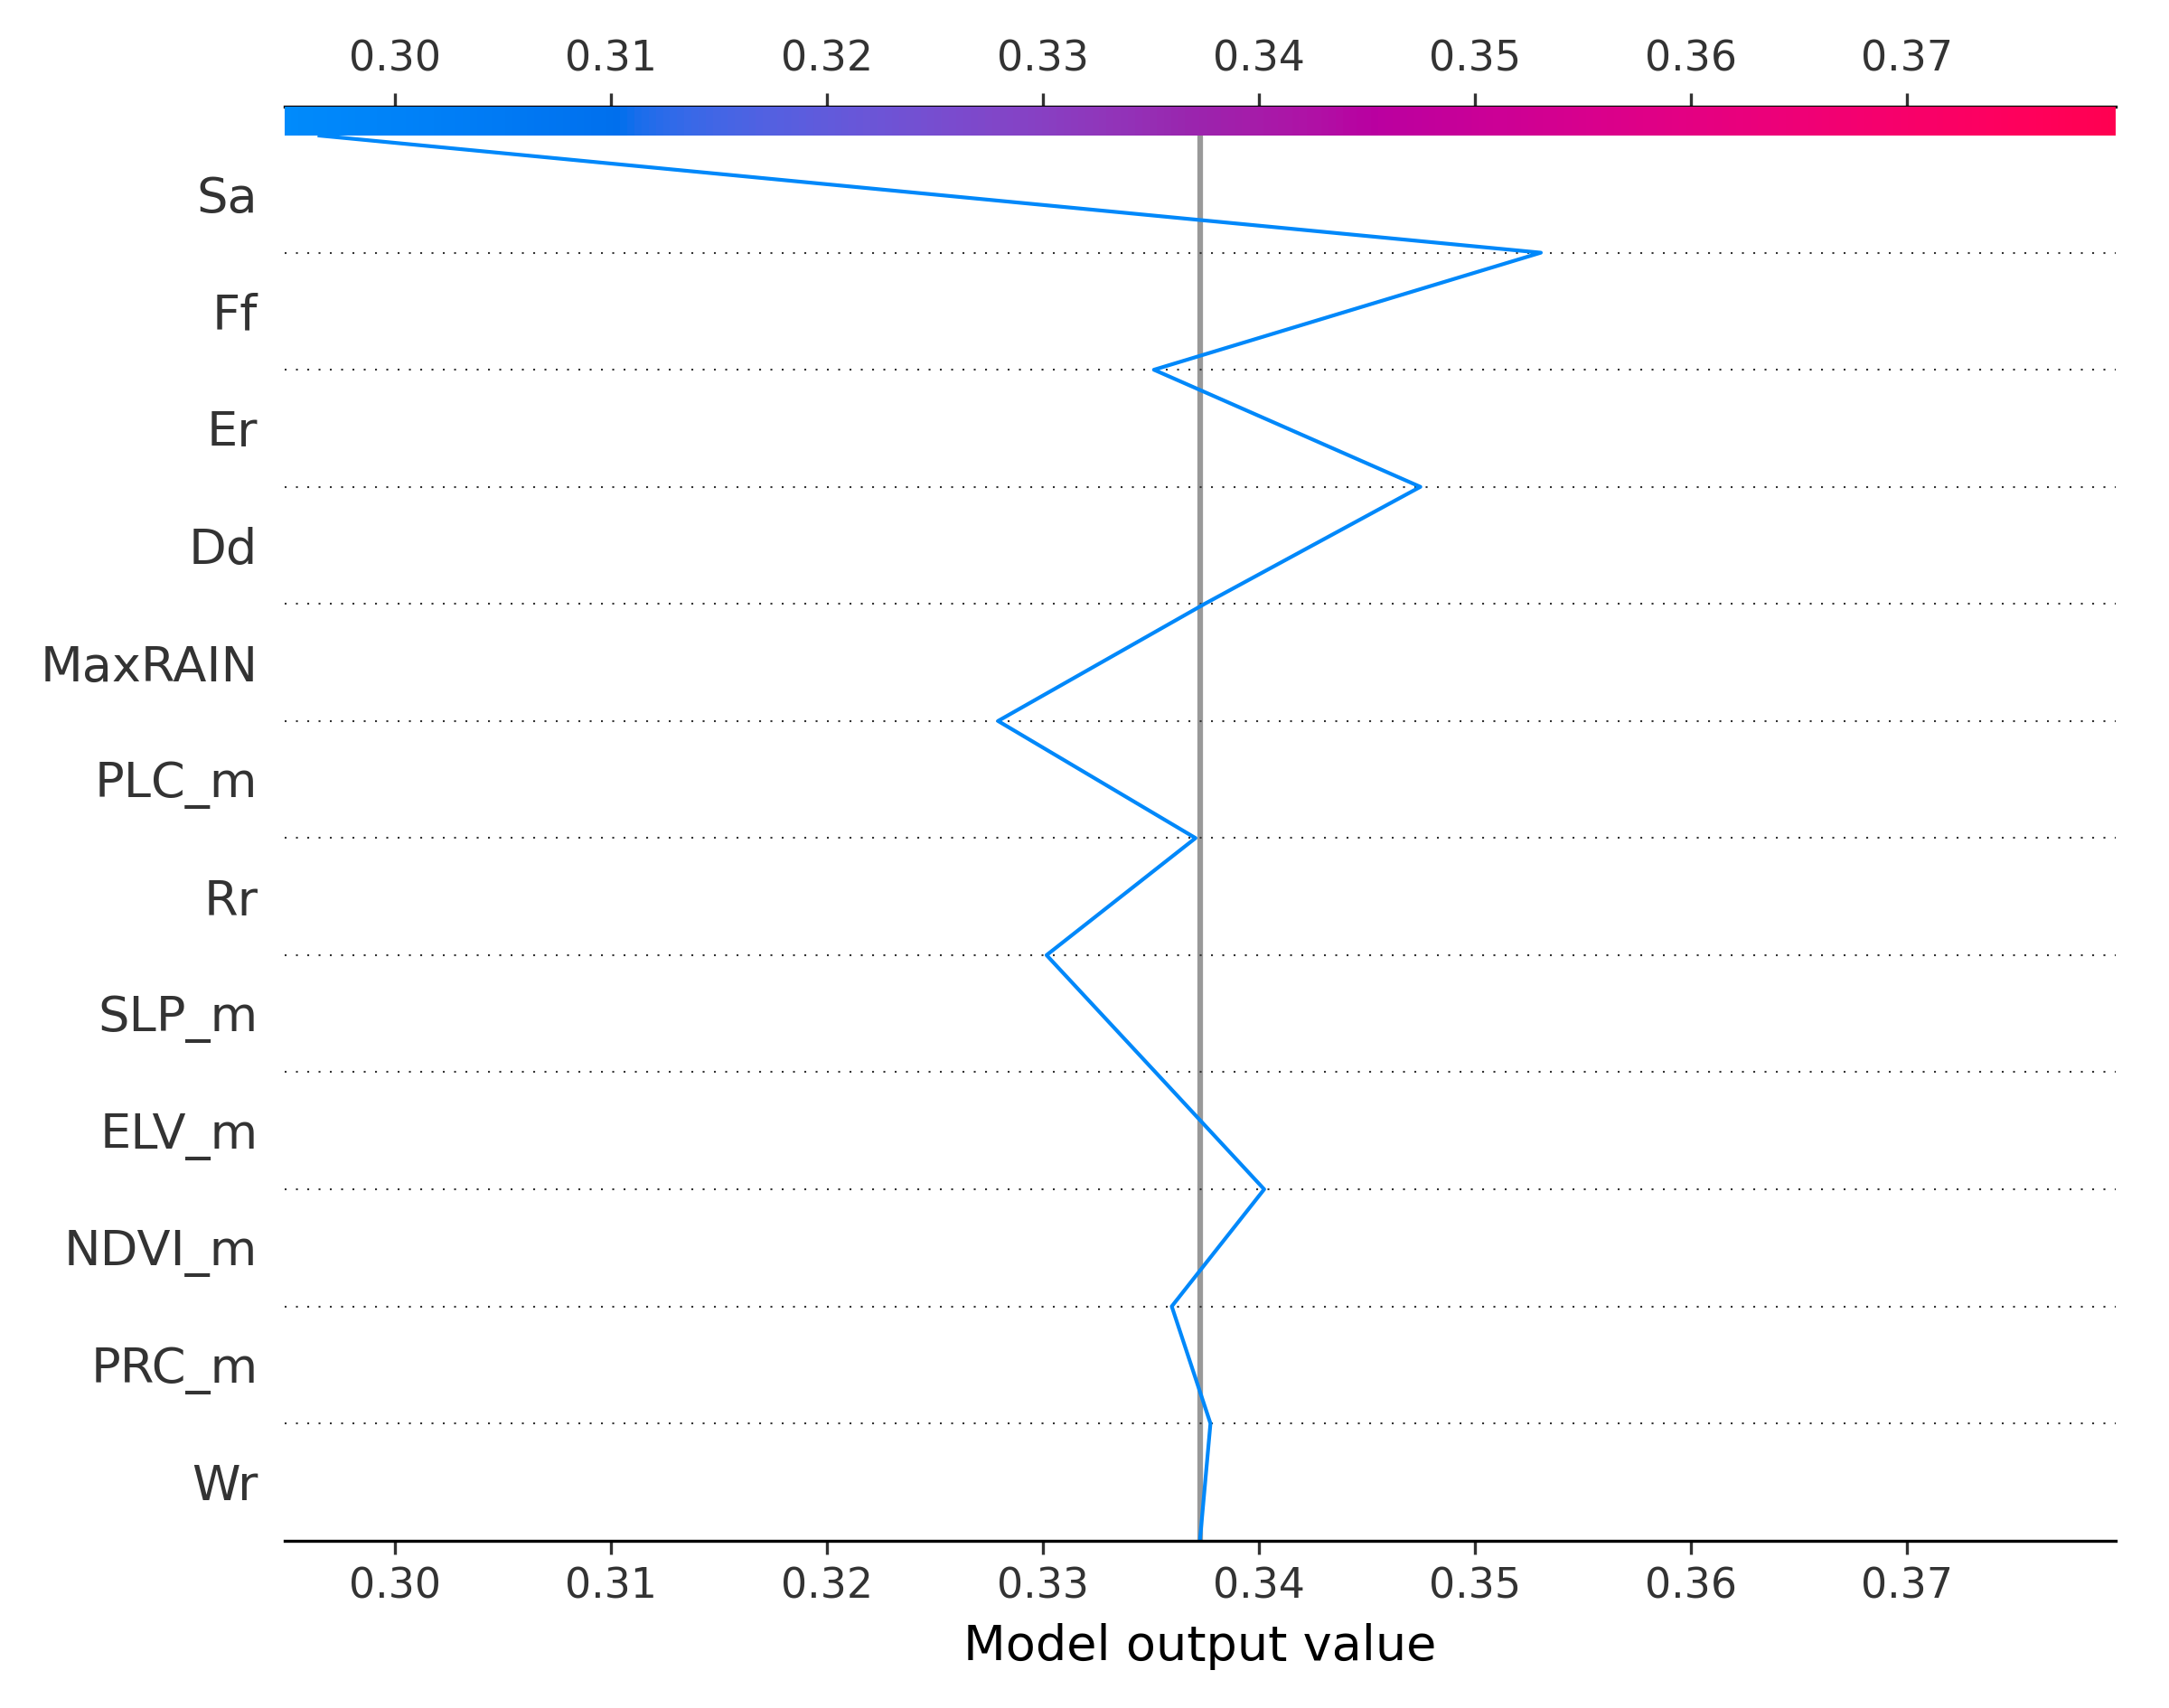 0.30 0.31 0.32 0.33 0.34 0.35 0.36 0.37
Sa
Ff
Er
Dd
MaxRAIN
PLC_m
Rr
SLP_m
ELV_m
NDVI_m
PRC_m
Wr
0.30 0.31 0.32 0.33 0.34 0.35 0.36 0.37
Model output value